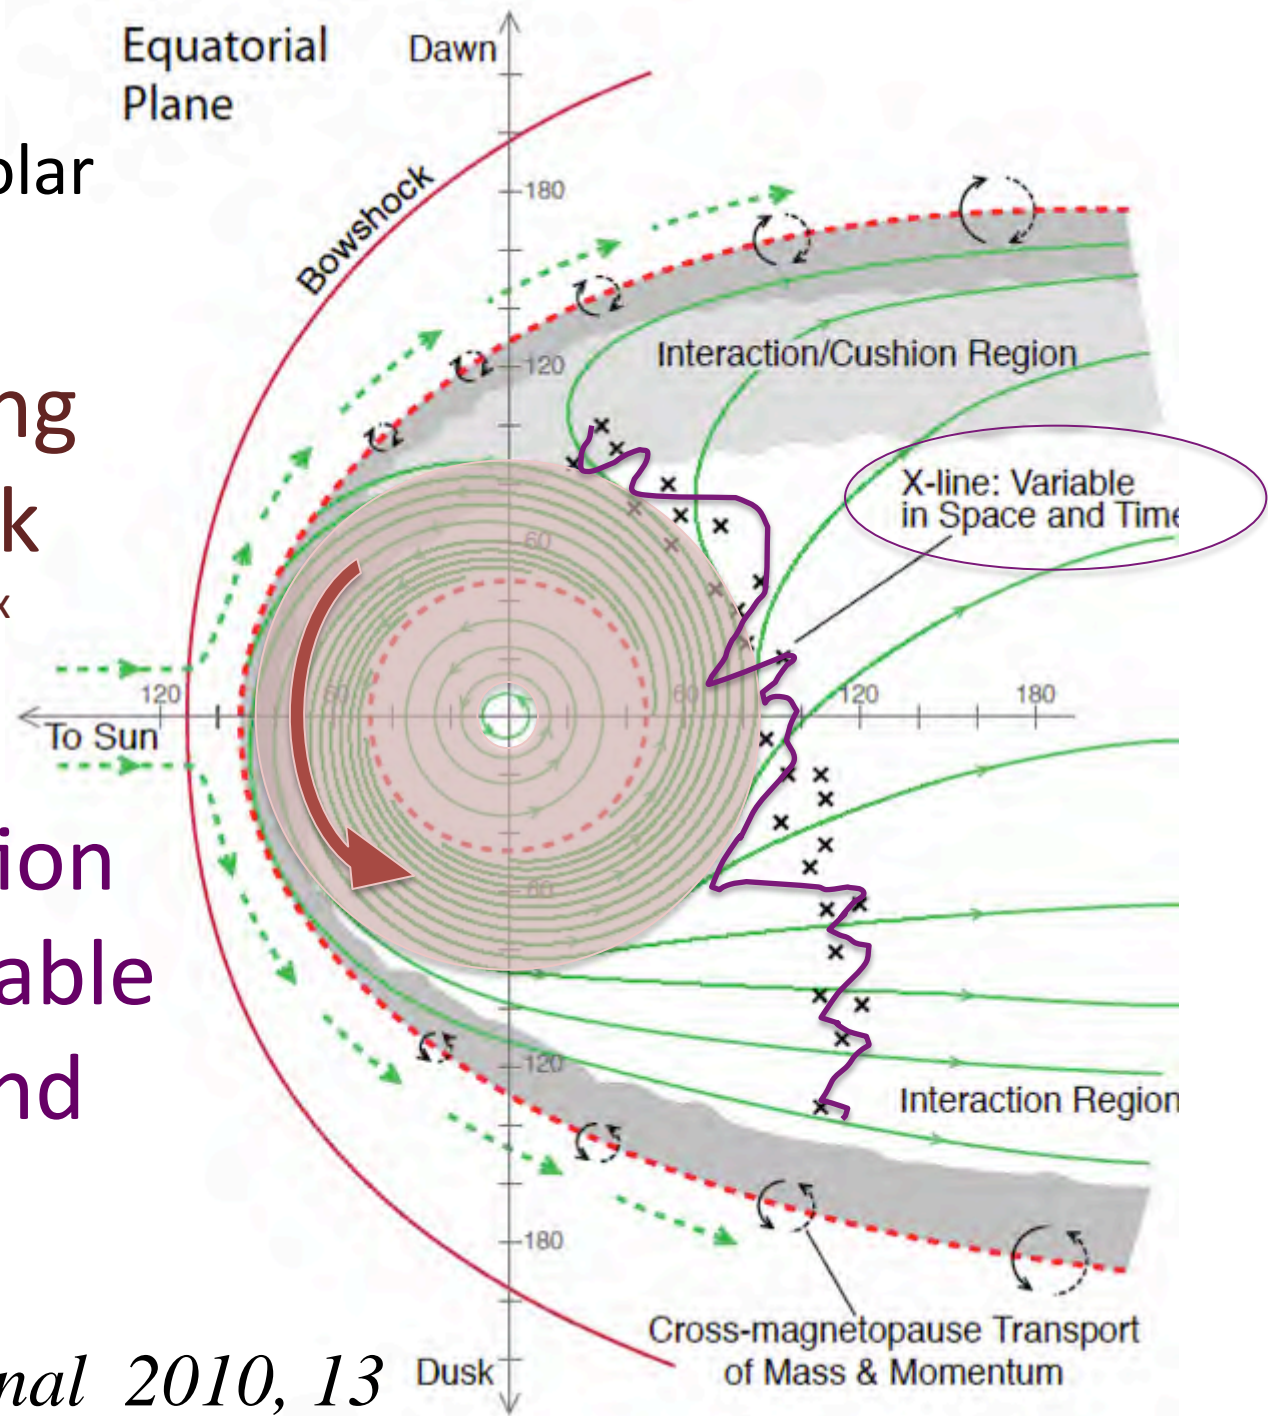 Equatorial
Plane
Dawn
olar
Bowshock
180
ng
k
x
120
Interaction/Cushion Region
X-line: Variable
in Space and Time
60
120
60
60
120
180
To Sun
ion
able
nd
60
120
Interaction Region
180
Cross-magnetopause Transport
of Mass & Momentum
Dusk
nal 2010, 13